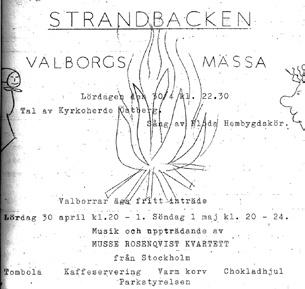 STRANDBACKEN
VALBORGS MÄSSA
Lördagen den 30/4 kl. 22.30
Tal av Kyrkoherde Östberg.
Sång av Floda Hembygdskör.
Valborrar äga fritt inträde
Lördag 30 april kl.20 - 1. Söndag 1 maj kl. 20 - 24.
Musik och uppträdande av
MUSSE ROSENQVIST KVARTETT
från Stockholm
Tombola Kaffeservering Varm korv Chokladhjul
Parkstyrelsen